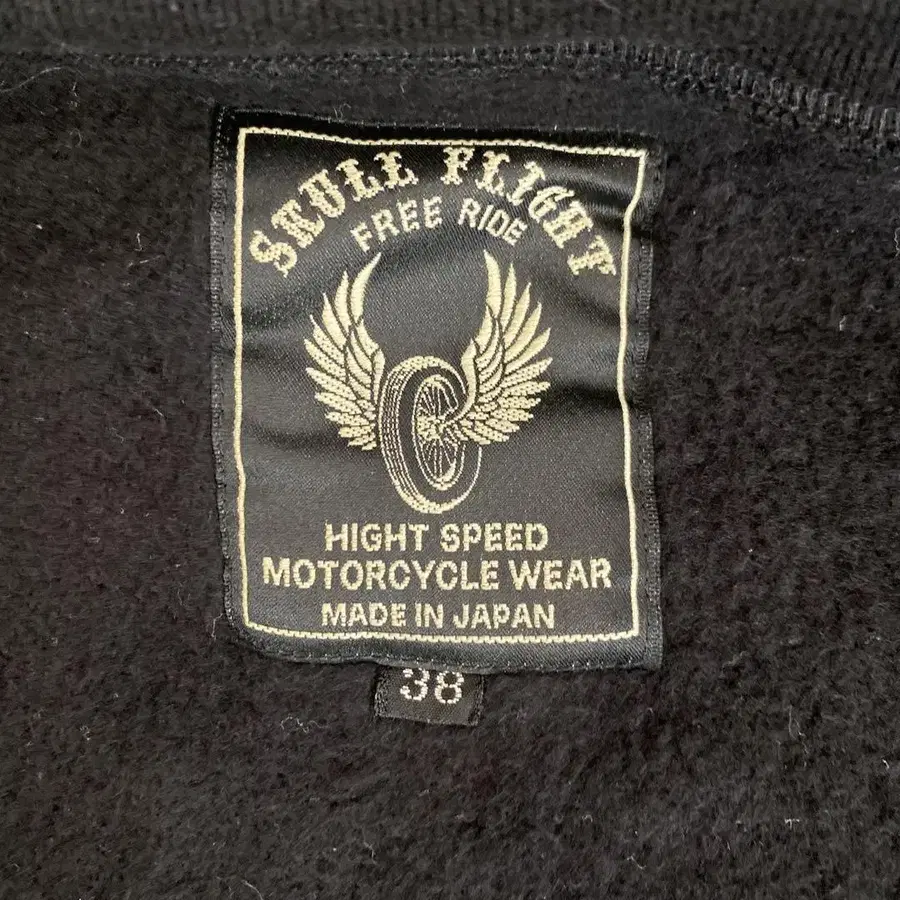 SKULL FLIGHT
FREE RIDE
HIGHT SPEED
MOTORCYCLE WEAR
MADE IN JAPAN
38